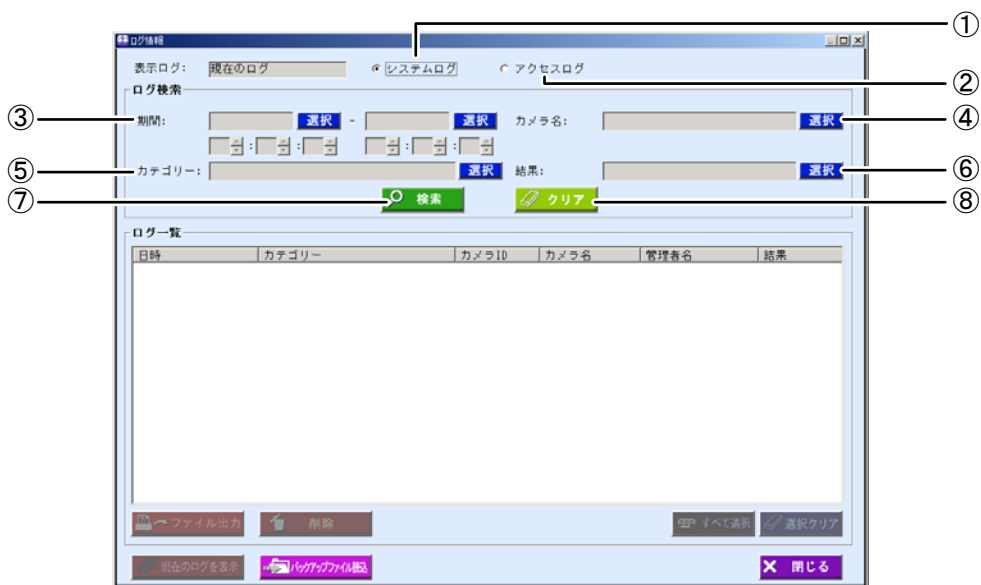 ①
ログ情報
表示ログ: 現在のログ システムログ アクセスログ
②
ログ検索
③ 期間: 選択 - 選択 カメラ名: 選択 ④
: : : :
⑤ カテゴリー: 選択 結果: 選択 ⑥
⑦ 検索 クリア ⑧
ログ一覧
日時 カテゴリー カメラID カメラ名 管理者名 結果
ファイル出力 削除 すべて選択 選択クリア
現在のログを表示 バックアップファイル読込 閉じる